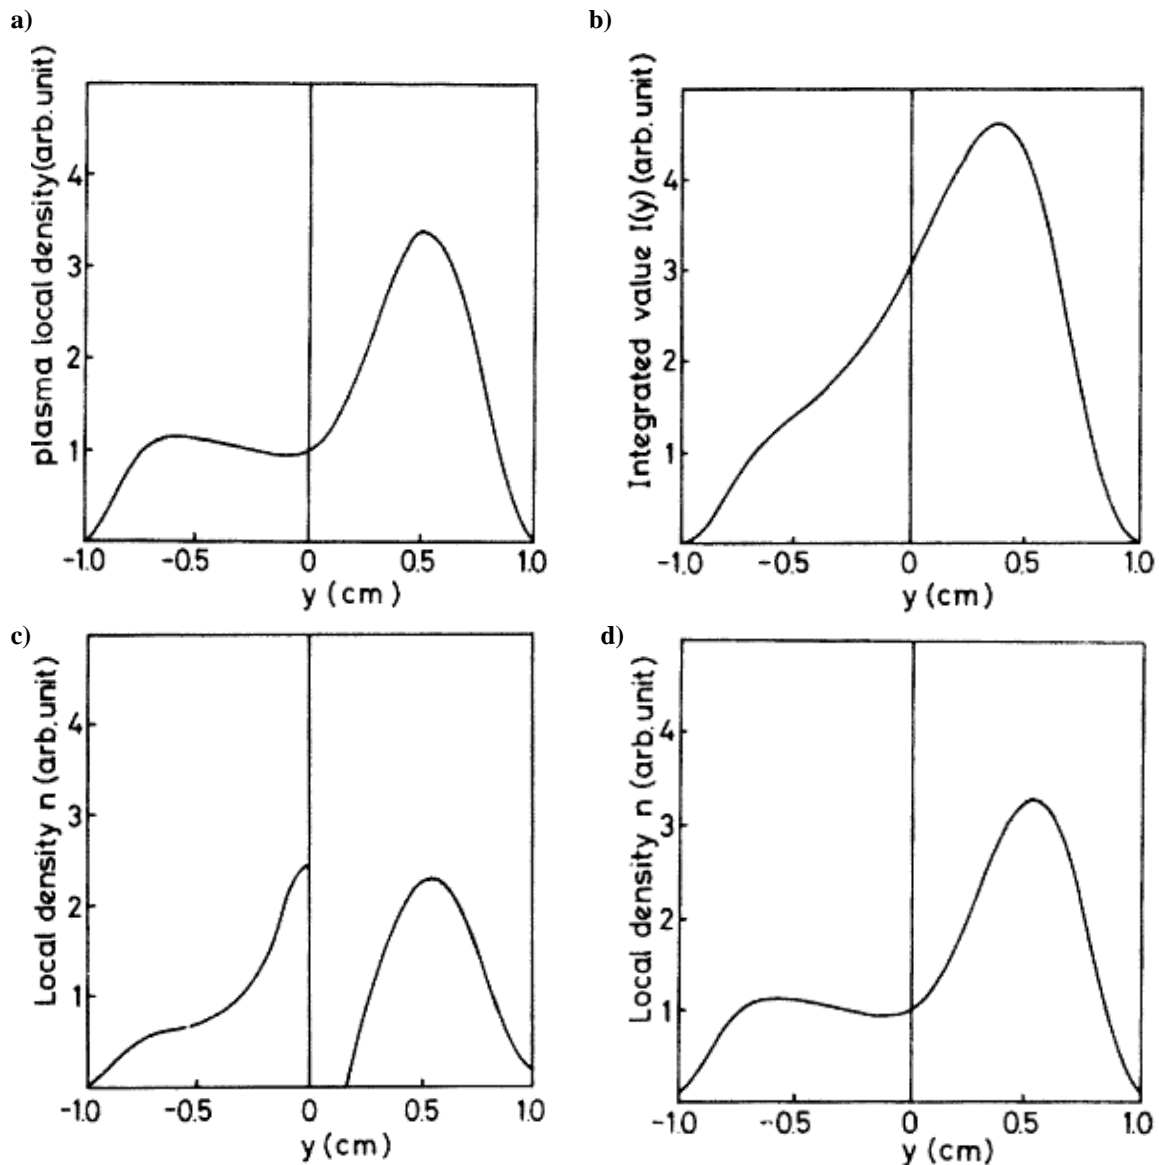 a)
plasma local density(arb.unit)
4
3
2
1
-1.0 -0.5 0 0.5 1.0
y (cm)
b)
Integrated value I(y) (arb.unit)
4
3
2
1
-1.0 -0.5 0 0.5 1.0
y (cm)
c)
Local density n (arb.unit)
4
3
2
1
-1.0 -0.5 0 0.5 1.0
y (cm)
d)
Local density n (arb.unit)
4
3
2
1
-1.0 -0.5 0 0.5 1.0
y (cm)